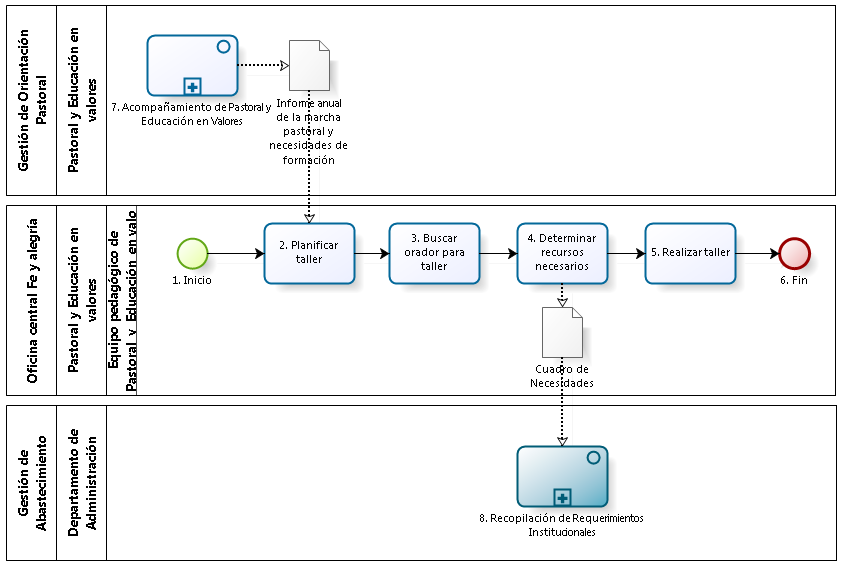 Gestión de Orientación
Pastoral
Pastoral y Educación en
valores
7. Acompañamiento de Pastoral y
Educación en Valores
Informe anual
de la marcha
pastoral y
necesidades de
formación
Oficina central Fe y alegría
Pastoral y Educación en
valores
Equipo pedagógico de
Pastoral y Educación en valo
1. Inicio
2. Planificar
taller
3. Buscar
orador para
taller
4. Determinar
recursos
necesarios
5. Realizar taller
6. Fin
Cuadro de
Necesidades
Gestión de
Abastecimiento
Departamento de
Administración
8. Recopilación de Requerimientos
Institucionales